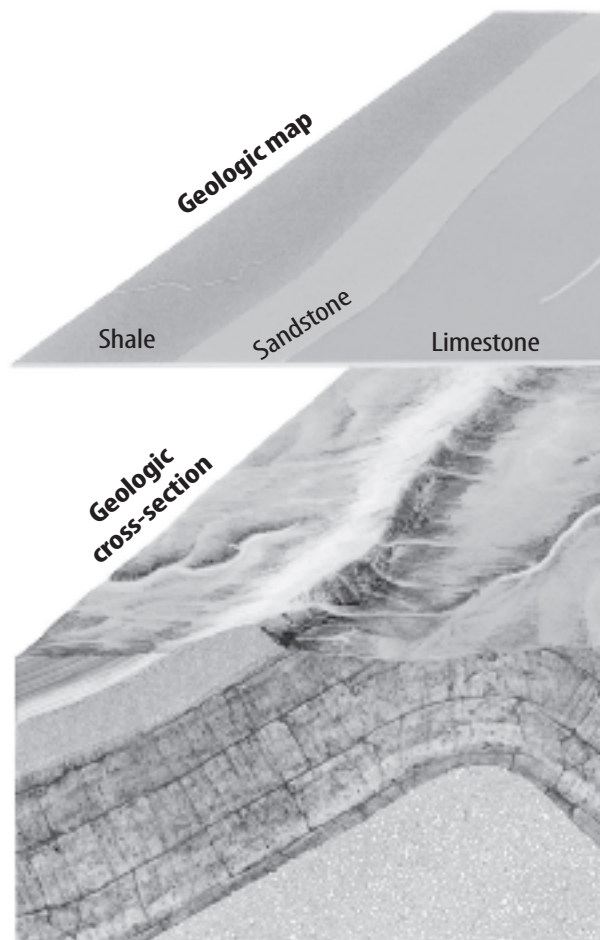 Geologic map
Shale
Sandstone
Limestone
Geologic
cross-section